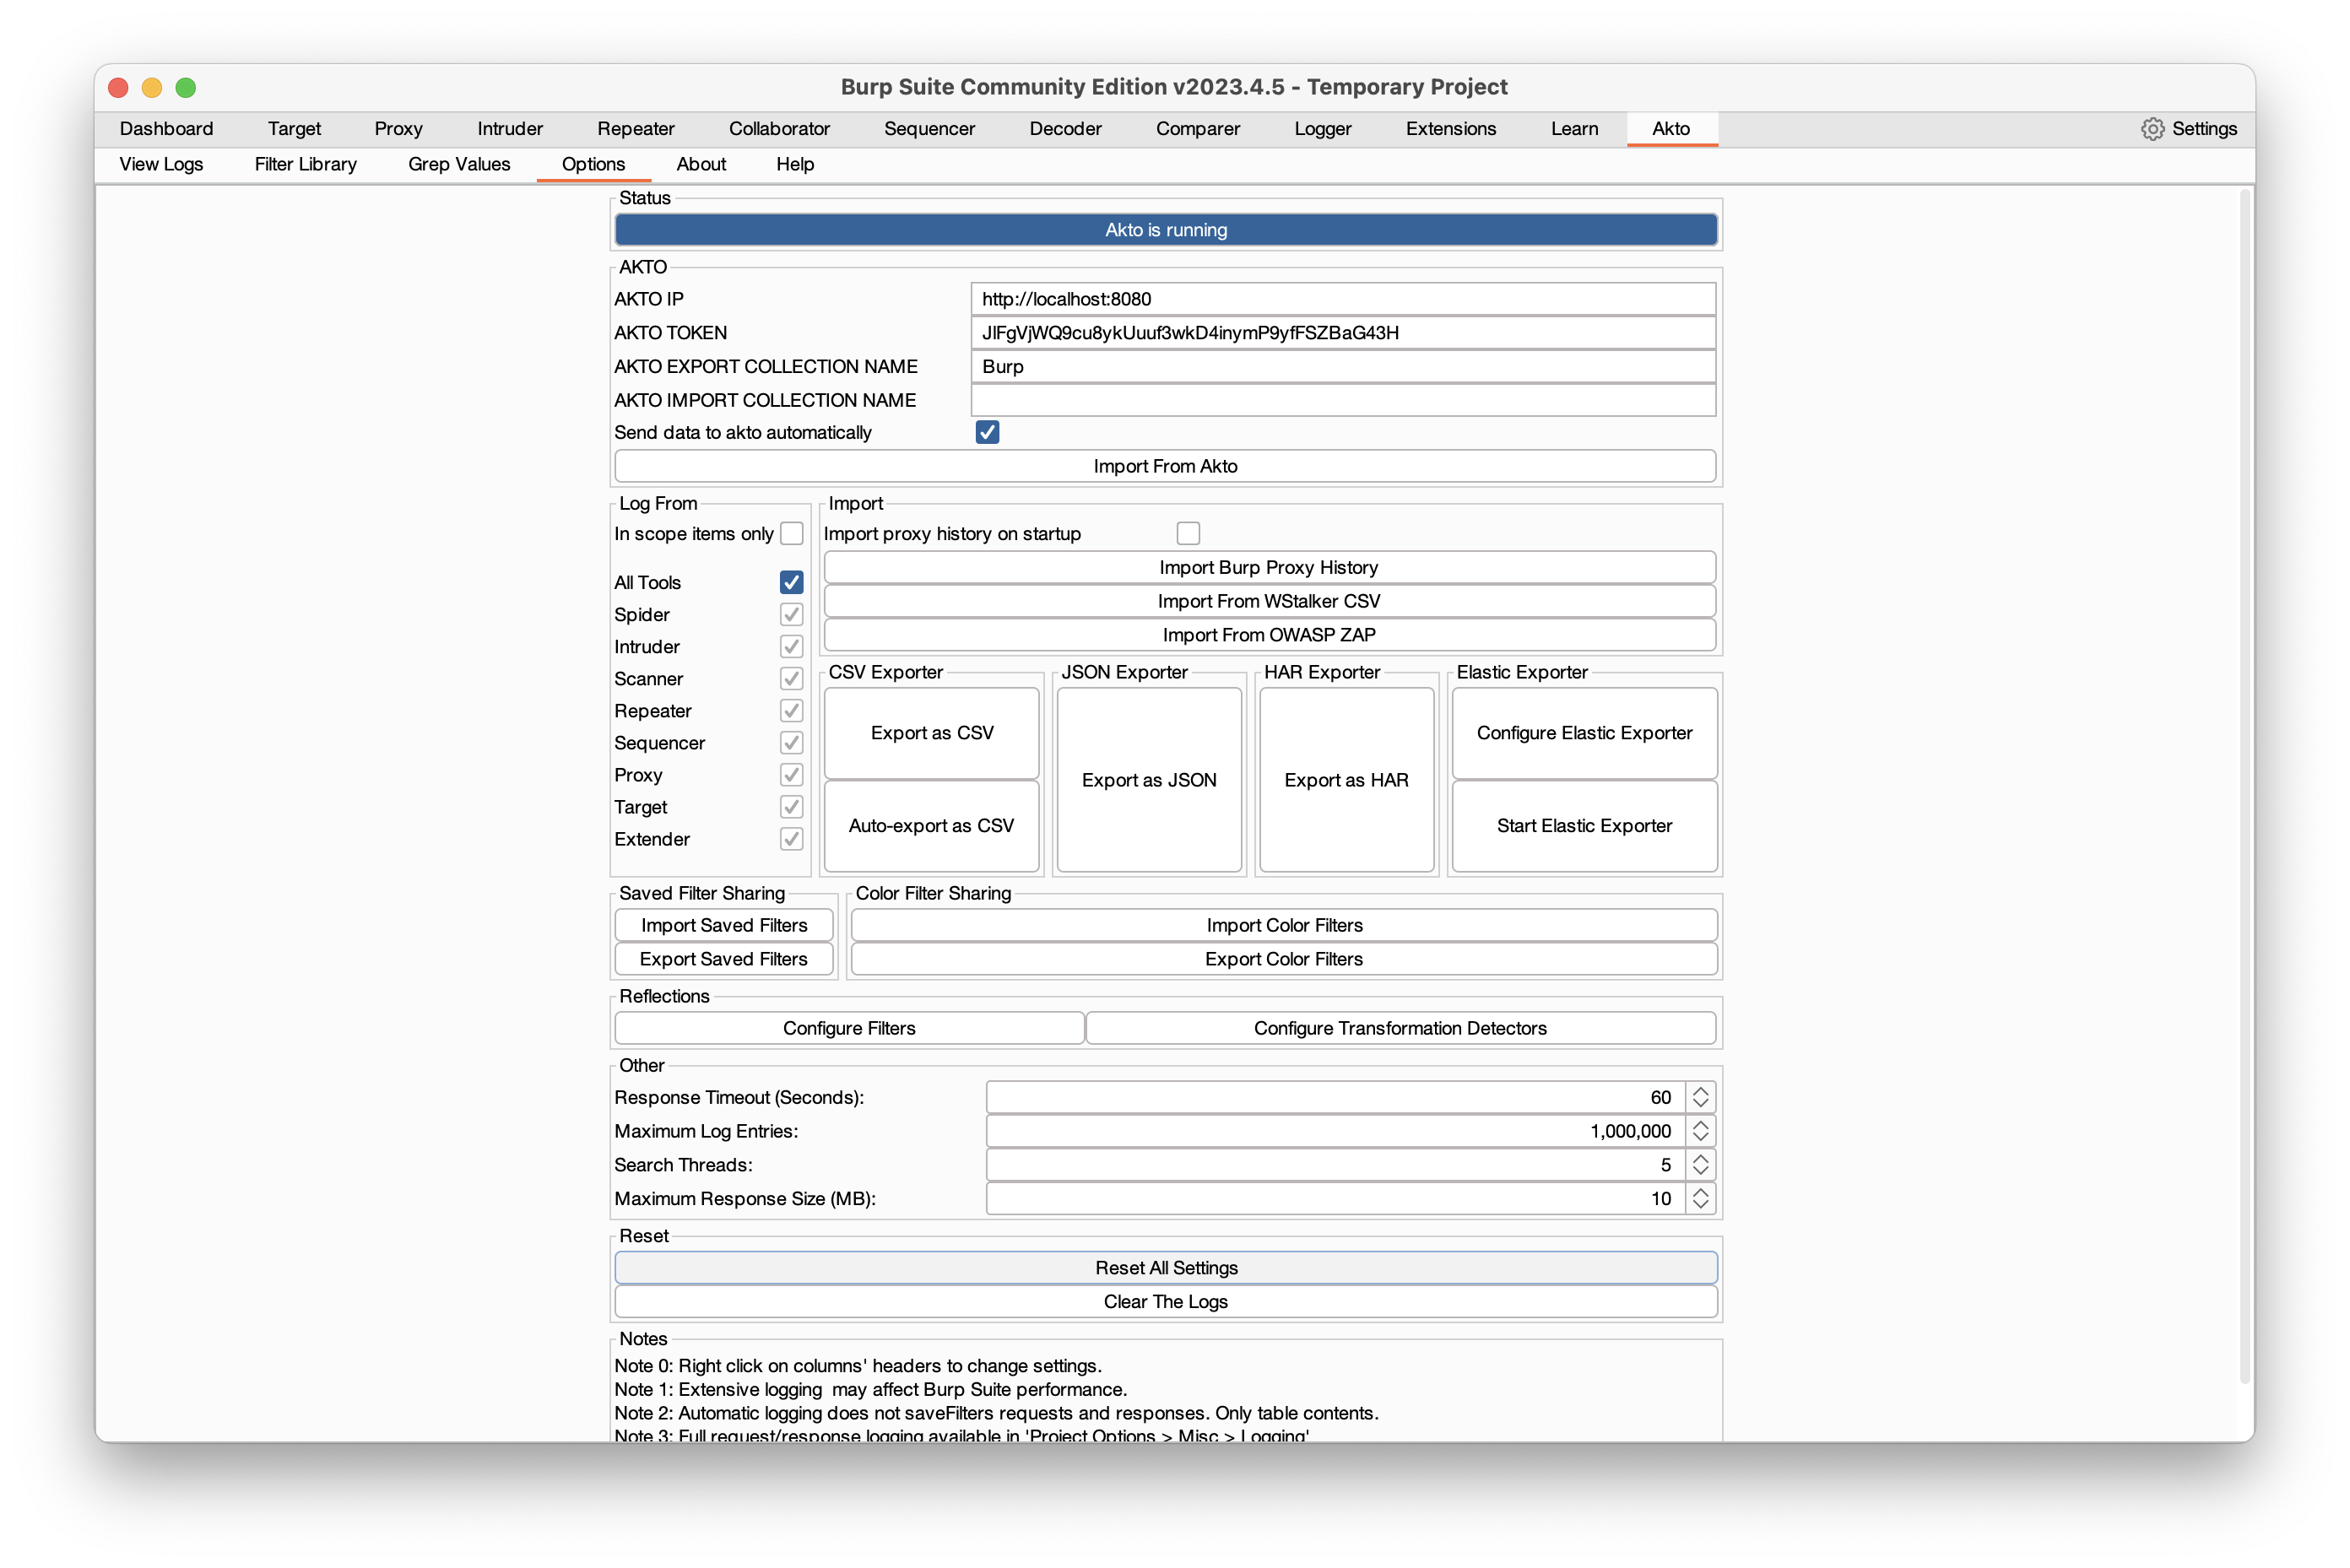 Burp Suite Community Edition v2023.4.5 - Temporary Project
Dashboard Target Proxy Intruder Repeater Collaborator Sequencer Decoder Comparer Logger Extensions Learn Akto Settings
View Logs Filter Library Grep Values Options About Help
Status
Akto is running
AKTO
AKTO IP http://localhost:8080
AKTO TOKEN JIFgVjWQ9cu8ykUuuf3wkD4inymP9yfFSZBaG43H
AKTO EXPORT COLLECTION NAME Burp
AKTO IMPORT COLLECTION NAME
Send data to akto automatically
Import From Akto
Log From
In scope items only
All Tools
Spider
Intruder
Scanner
Repeater
Sequencer
Proxy
Target
Extender
Import
Import proxy history on startup
Import Burp Proxy History
Import From WStalker CSV
Import From OWASP ZAP
CSV Exporter
Export as CSV
Auto-export as CSV
JSON Exporter
Export as JSON
HAR Exporter
Export as HAR
Elastic Exporter
Configure Elastic Exporter
Start Elastic Exporter
Saved Filter Sharing
Import Saved Filters
Export Saved Filters
Color Filter Sharing
Import Color Filters
Export Color Filters
Reflections
Configure Filters Configure Transformation Detectors
Other
Response Timeout (Seconds): 60
Maximum Log Entries: 1,000,000
Search Threads: 5
Maximum Response Size (MB): 10
Reset
Reset All Settings
Clear The Logs
Notes
Note 0: Right click on columns' headers to change settings.
Note 1: Extensive logging  may affect Burp Suite performance.
Note 2: Automatic logging does not saveFilters requests and responses. Only table contents.
Note 3: Full request/response logging available in 'Project Options > Misc > Logging'